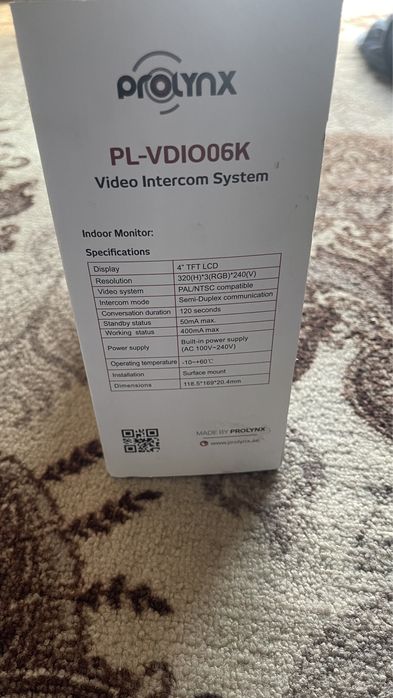 PROLYNX
PL-VDIO06K
Video Intercom System
Indoor Monitor:
Specifications
Display 4" TFT LCD
Resolution 320(H)*3(RGB)*240(V)
Video system PAL/NTSC compatible
Intercom mode Semi-Duplex communication
Conversation duration 120 seconds
Standby status 50mA max.
Working status 400mA max
Power supply Built-in power supply
(AC 100V~240V)
Operating temperature -10~+60℃
Installation Surface mount
Dimensions 118.5*169*20.4mm
MADE BY PROLYNX
www.prolynx.ae